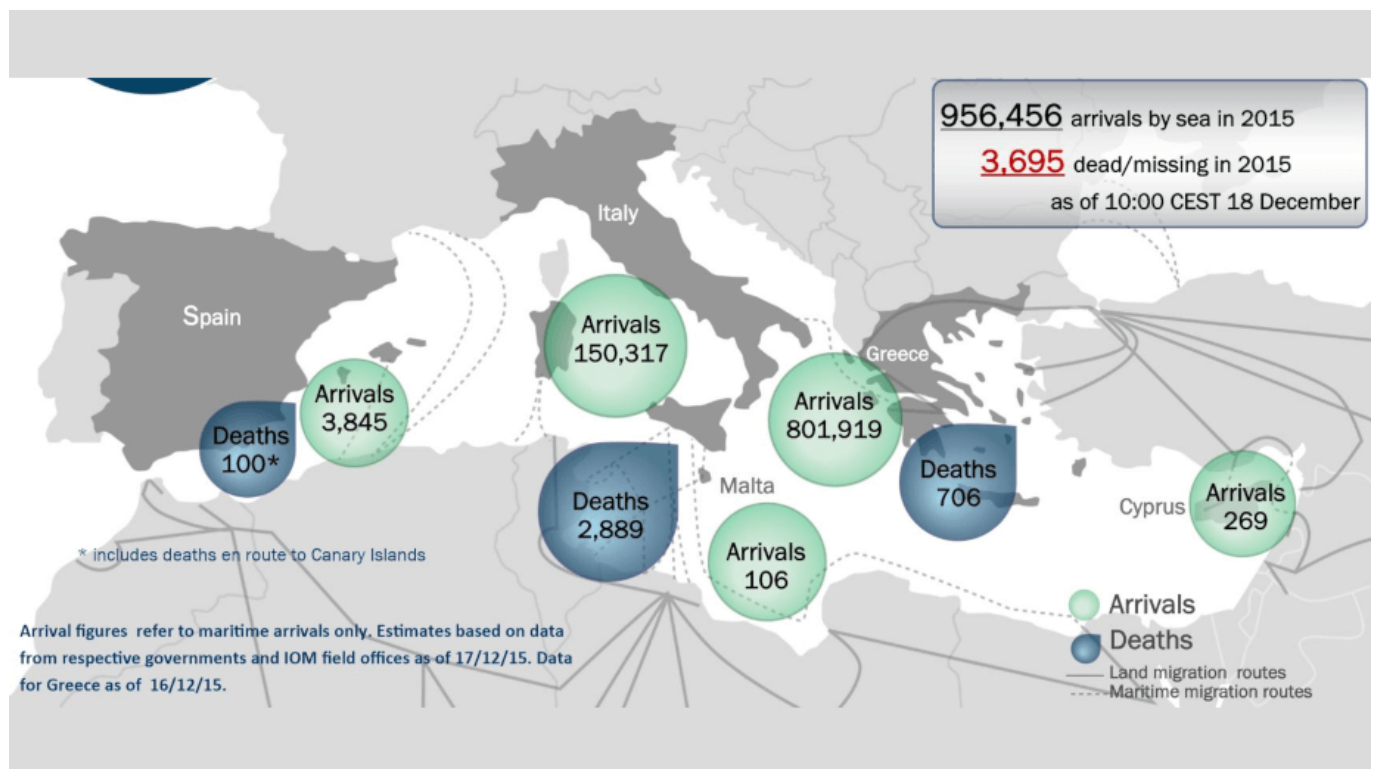 956,456 arrivals by sea in 2015
3,695 dead/missing in 2015
as of 10:00 CEST 18 December
Italy
Spain
Arrivals
150,317
Greece
Arrivals
3,845
Arrivals
801,919
Deaths
100*
Deaths
2,889
Malta
Deaths
706
Cyprus
Arrivals
269
Arrivals
106
* includes deaths en route to Canary Islands
Arrivals
Deaths
Land migration routes
Maritime migration routes
Arrival figures refer to maritime arrivals only. Estimates based on data
from respective governments and IOM field offices as of 17/12/15. Data
for Greece as of 16/12/15.